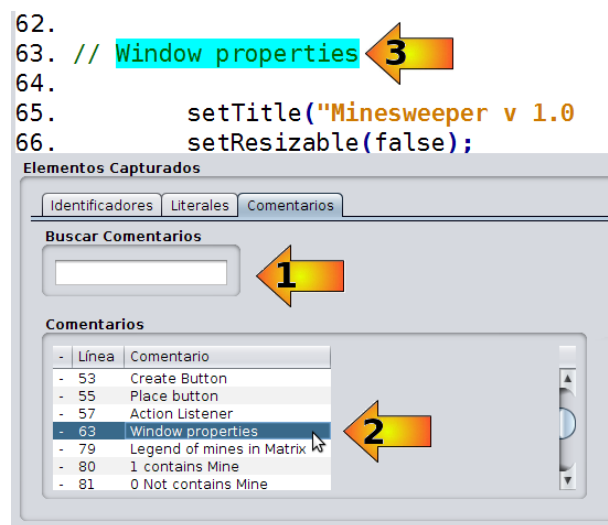 62.
63. // Window properties 3
64.
65. setTitle("Minesweeper v 1.0
66. setResizable(false);
Elementos Capturados
Identificadores Literales Comentarios
Buscar Comentarios
1
Comentarios
- Línea Comentario
- 53 Create Button
- 55 Place button
- 57 Action Listener
- 63 Window properties 2
- 79 Legend of mines in Matrix
- 80 1 contains Mine
- 81 0 Not contains Mine